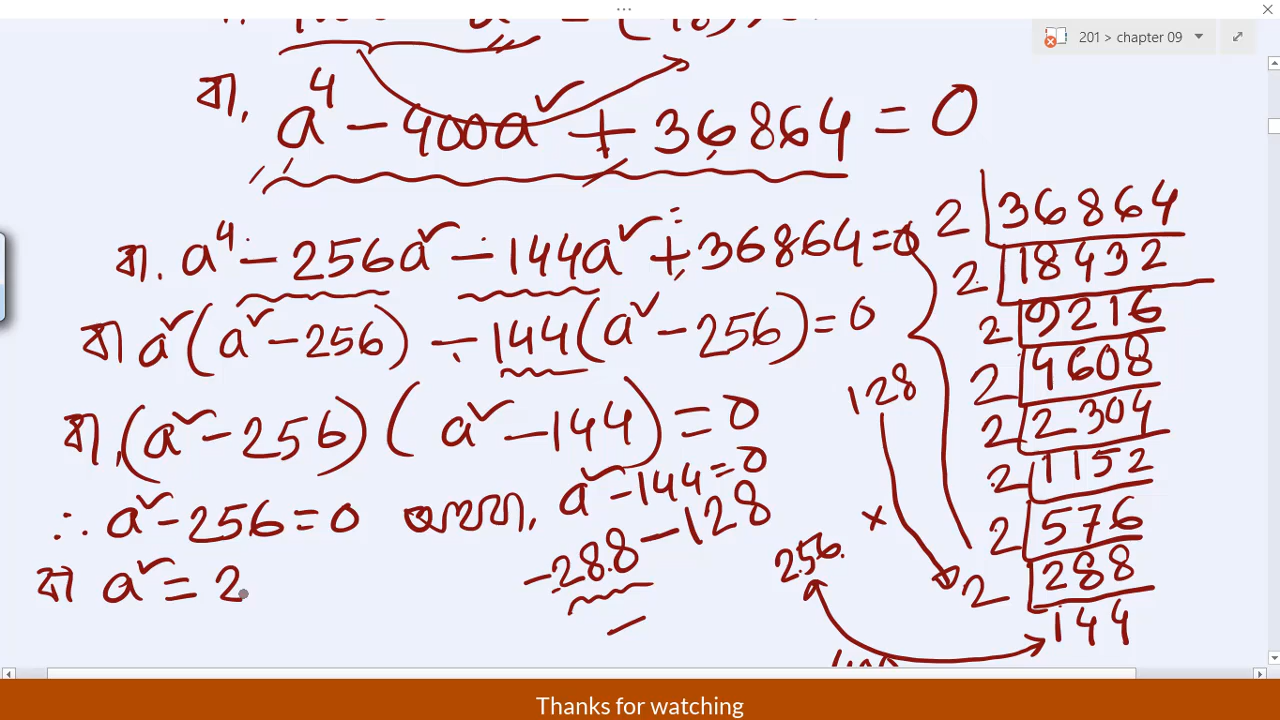 201 > chapter 09
বা, a⁴ - 400a² + 36864 = 0
বা, a⁴ - 256a² - 144a² + 36864 = 0
বা a²(a² - 256) - 144(a² - 256) = 0
বা, (a² - 256)(a² - 144) = 0
∴ a² - 256 = 0 অথবা, a² - 144 = 0
-288 - 128
বা a² = 2
2 | 36864
2 | 18432
2 | 9216
2 | 4608
2 | 2304
2 | 1152
2 | 576
2 | 288
144
128
×
256
Thanks for watching